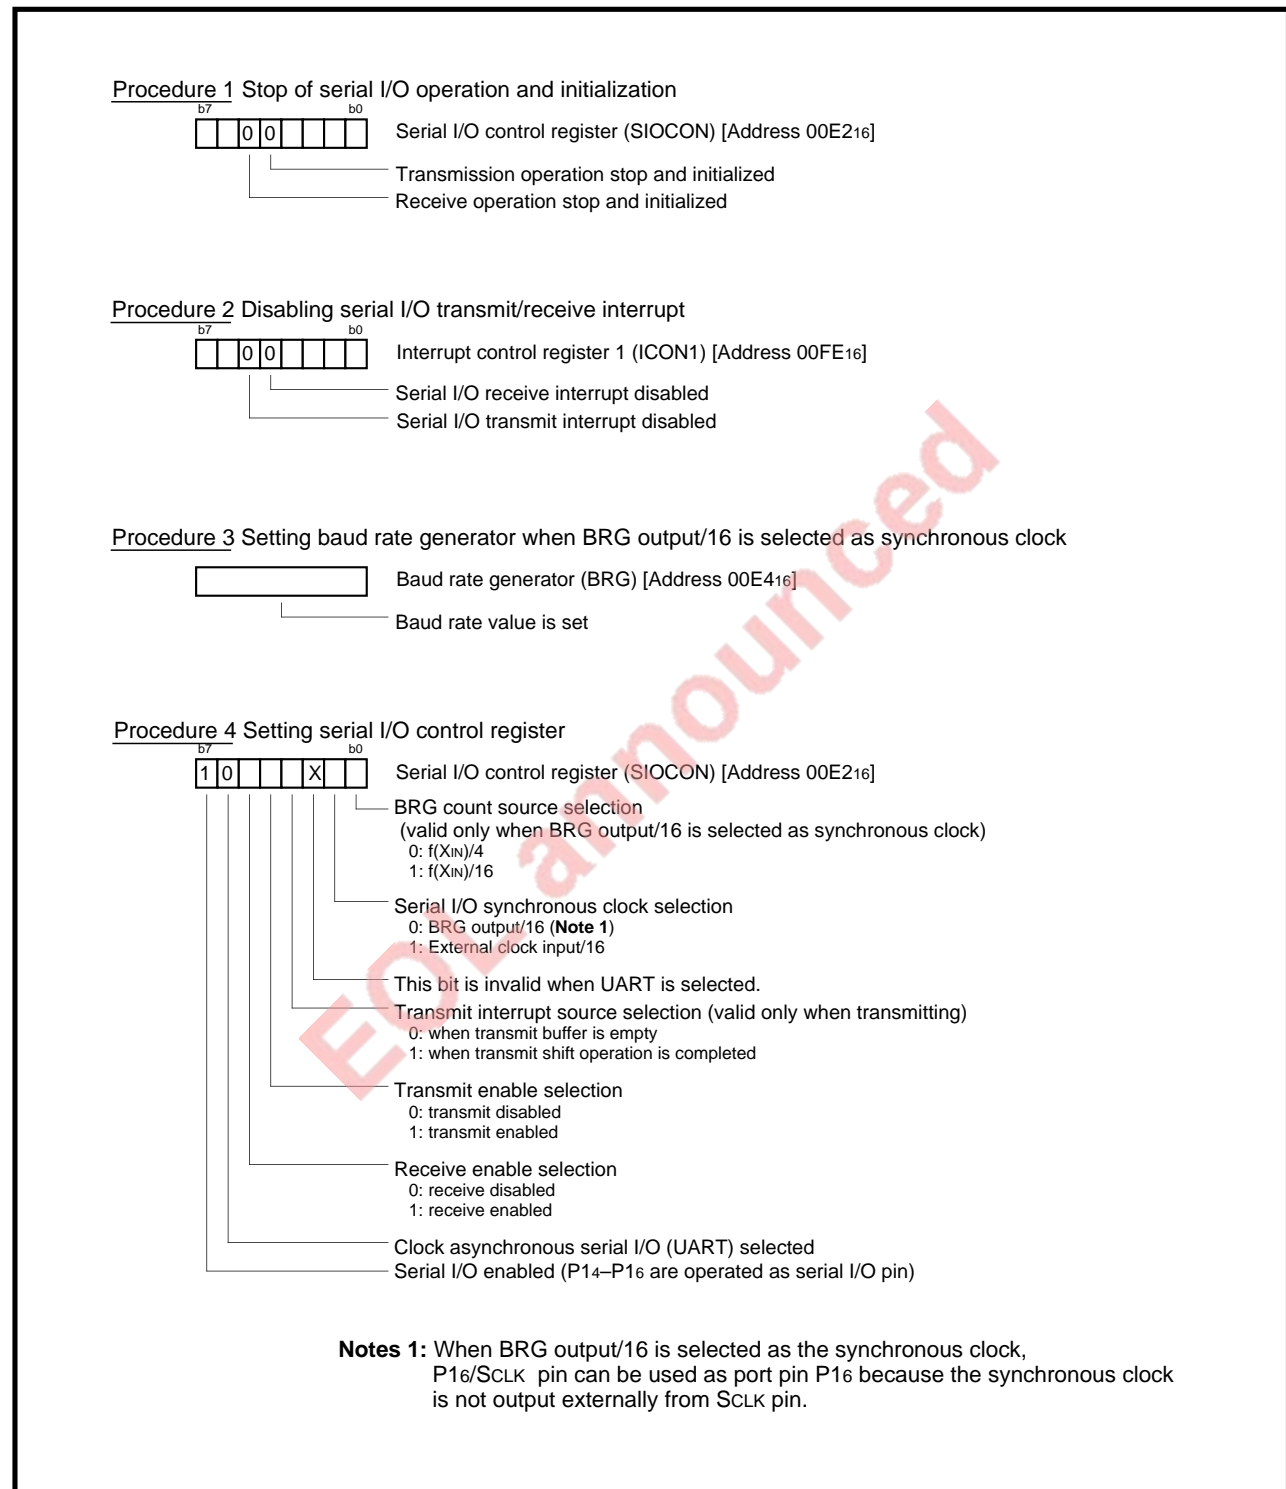 Procedure 1 Stop of serial I/O operation and initialization
b7 b0
0 0 Serial I/O control register (SIOCON) [Address 00E216]
Transmission operation stop and initialized
Receive operation stop and initialized
Procedure 2 Disabling serial I/O transmit/receive interrupt
b7 b0
0 0 Interrupt control register 1 (ICON1) [Address 00FE16]
Serial I/O receive interrupt disabled
Serial I/O transmit interrupt disabled
Procedure 3 Setting baud rate generator when BRG output/16 is selected as synchronous clock
Baud rate generator (BRG) [Address 00E416]
Baud rate value is set
Procedure 4 Setting serial I/O control register
b7 b0
1 0 X Serial I/O control register (SIOCON) [Address 00E216]
BRG count source selection
(valid only when BRG output/16 is selected as synchronous clock)
0: f(XIN)/4
1: f(XIN)/16
Serial I/O synchronous clock selection
0: BRG output/16 (Note 1)
1: External clock input/16
This bit is invalid when UART is selected.
Transmit interrupt source selection (valid only when transmitting)
0: when transmit buffer is empty
1: when transmit shift operation is completed
Transmit enable selection
0: transmit disabled
1: transmit enabled
Receive enable selection
0: receive disabled
1: receive enabled
Clock asynchronous serial I/O (UART) selected
Serial I/O enabled (P14–P16 are operated as serial I/O pin)
Notes 1: When BRG output/16 is selected as the synchronous clock,
P16/SCLK pin can be used as port pin P16 because the synchronous clock
is not output externally from SCLK pin.
EOL announced